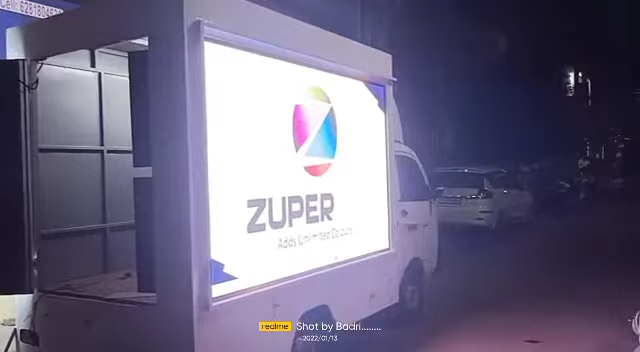 ZUPER
Adds Unlimited Colours
realme Shot by Badri........
2022/01/13